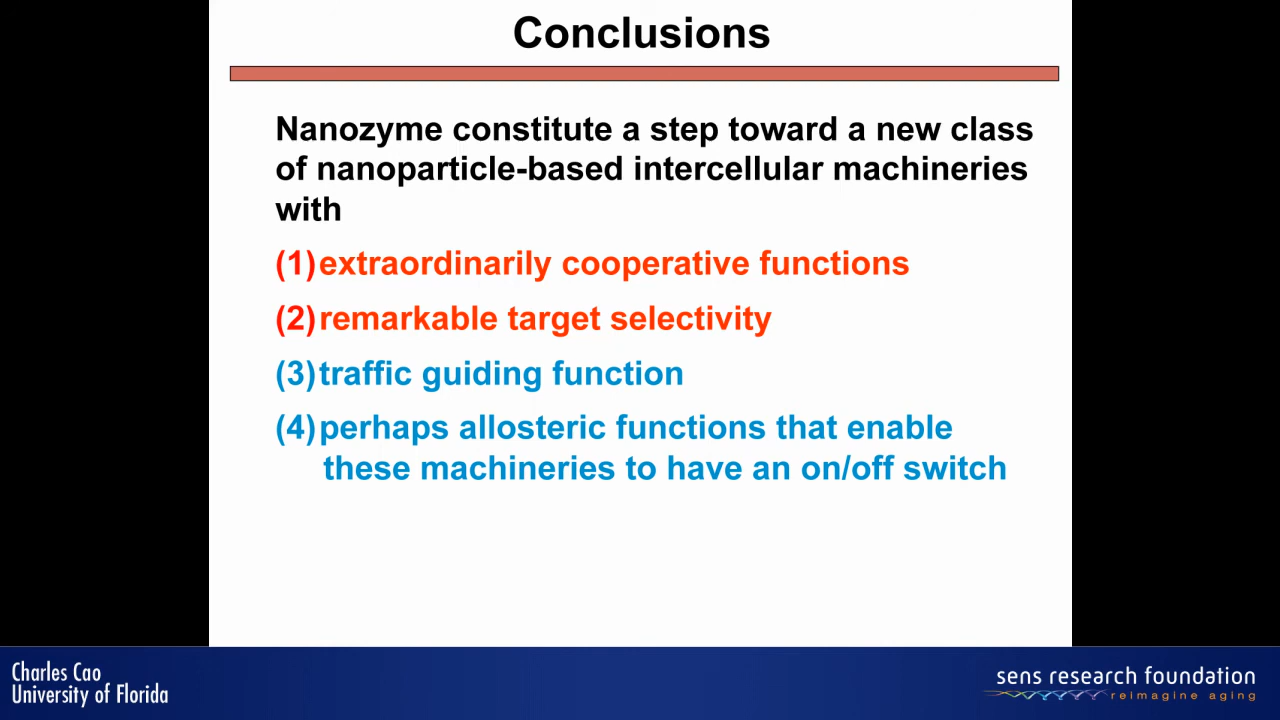 Conclusions
Nanozyme constitute a step toward a new class
of nanoparticle-based intercellular machineries
with
(1) extraordinarily cooperative functions
(2) remarkable target selectivity
(3) traffic guiding function
(4) perhaps allosteric functions that enable
these machineries to have an on/off switch
Charles Cao
University of Florida
sens research foundation
reimagine aging